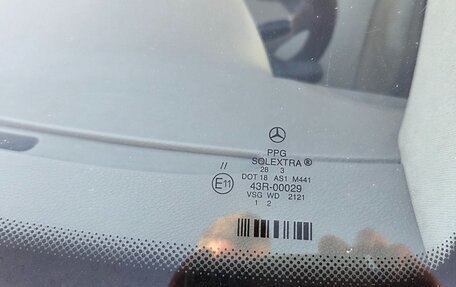 PPG
SOLEXTRA®
28 3
DOT 18 AS1 M441
// 
E11 43R-00029
VSG WD 2121
1 2